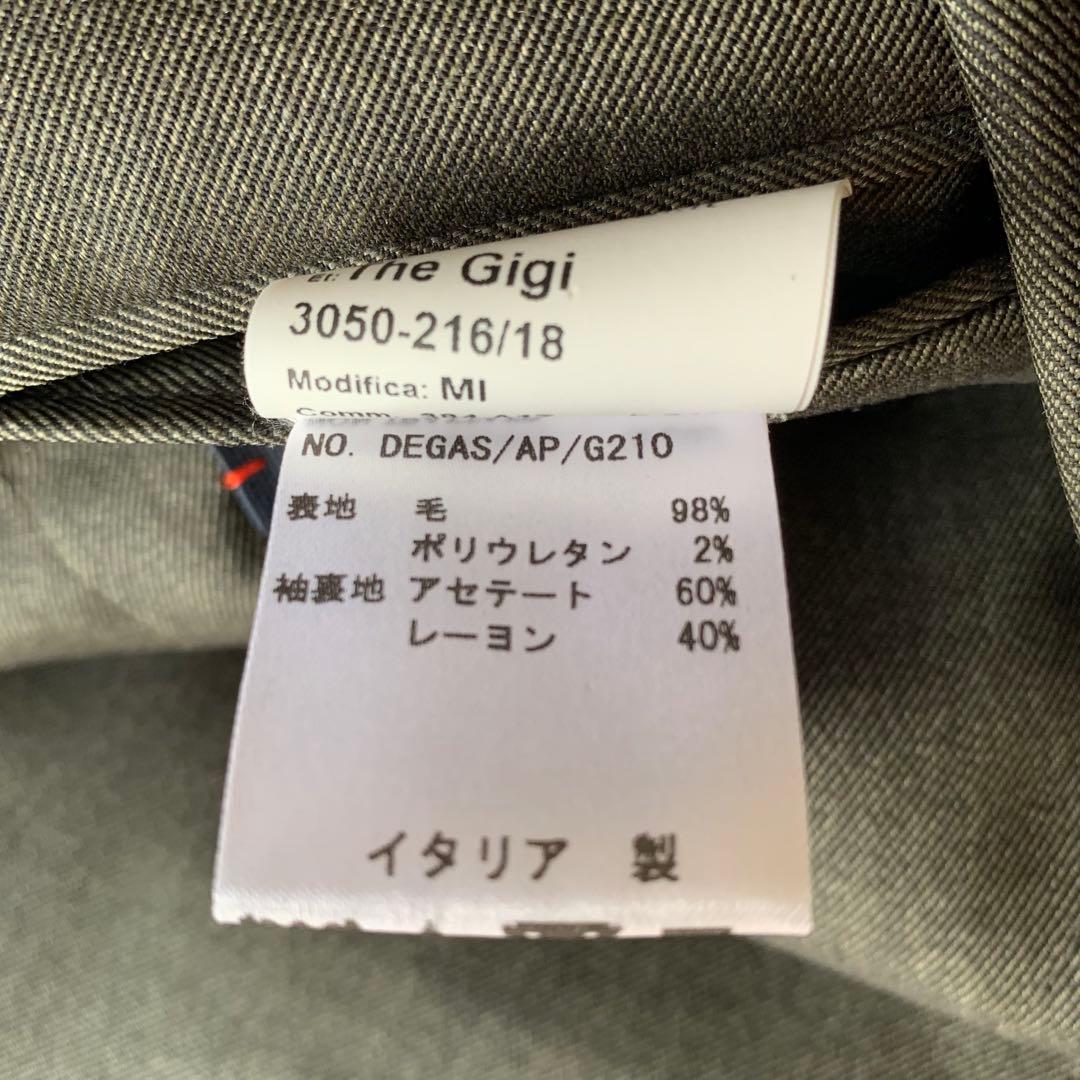 The Gigi
3050-216/18
Modifica: MI
NO. DEGAS/AP/G210
表地 毛 98%
ポリウレタン 2%
袖裏地 アセテート 60%
レーヨン 40%
イタリア 製